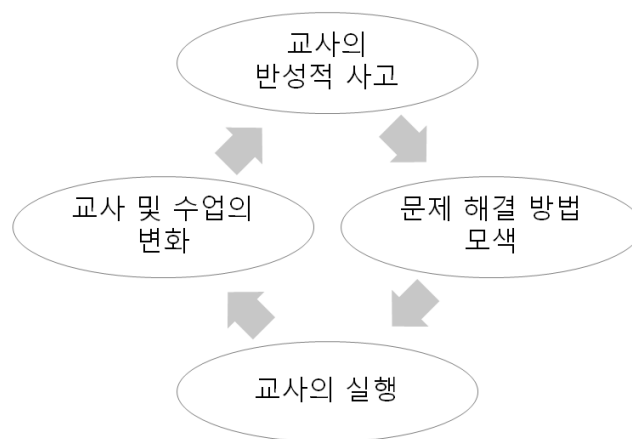 교사의
반성적 사고
교사 및 수업의
변화
문제 해결 방법
모색
교사의 실행